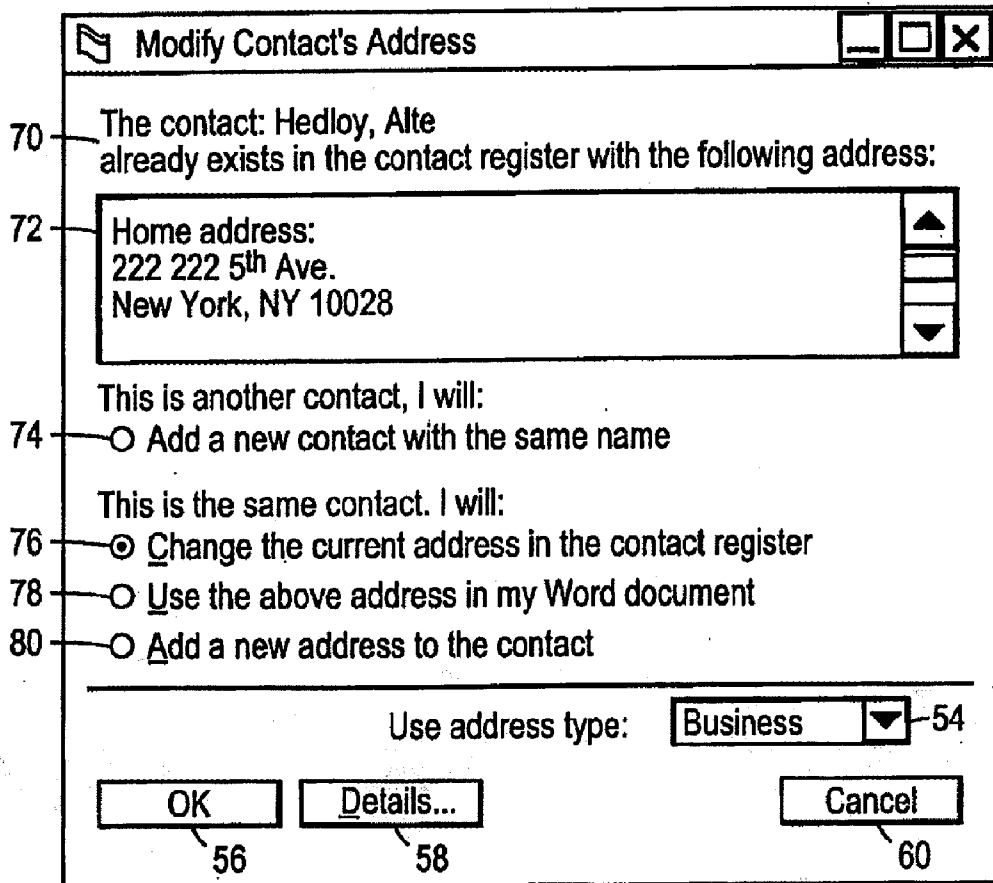 Modify Contact's Address
70
The contact: Hedloy, Alte
already exists in the contact register with the following address:
72
Home address:
222 222 5th Ave.
New York, NY 10028
This is another contact, I will:
74
Add a new contact with the same name
This is the same contact. I will:
76
Change the current address in the contact register
78
Use the above address in my Word document
80
Add a new address to the contact
Use address type: Business
54
OK Details... Cancel
56 58 60